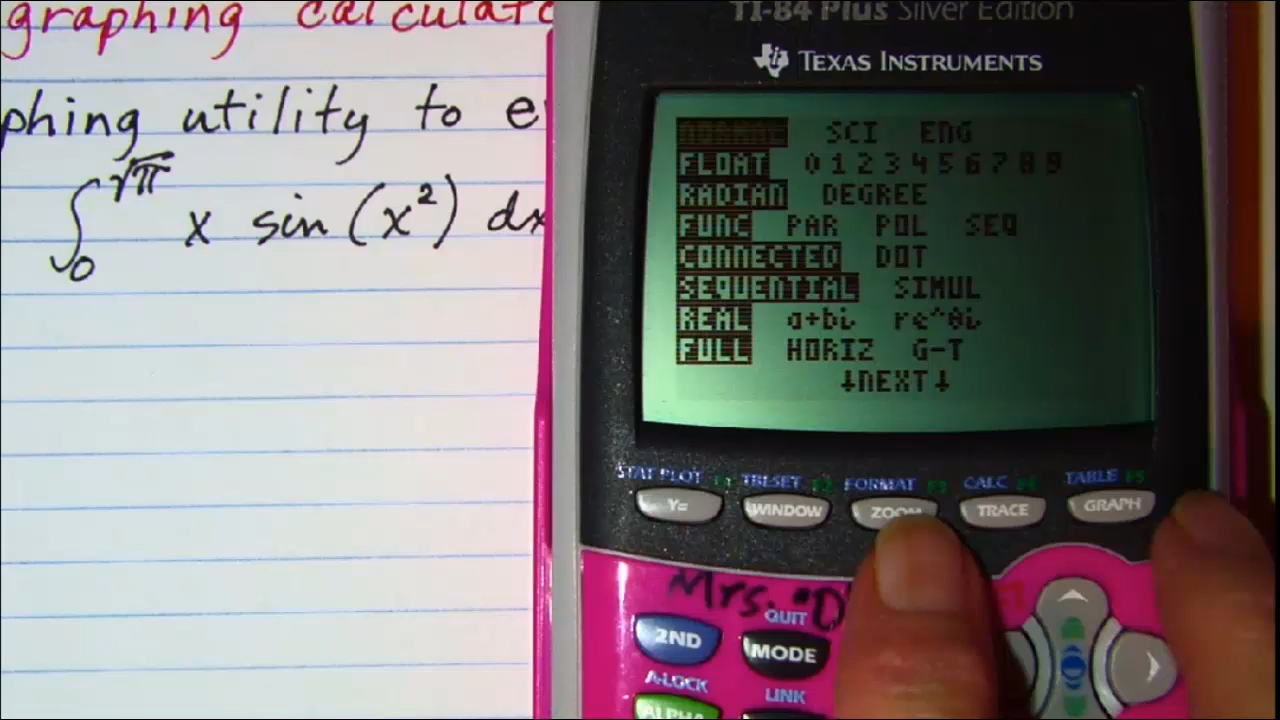 graphing calculato
phing utility to e
∫ 0 √π x sin (x²) dx
TI-84 Plus Silver Edition
TEXAS INSTRUMENTS
NORMAL SCI ENG
FLOAT 0 1 2 3 4 5 6 7 8 9
RADIAN DEGREE
FUNC PAR POL SEQ
CONNECTED DOT
SEQUENTIAL SIMUL
REAL a+bi re^θi
FULL HORIZ G-T
↓NEXT↓
STAT PLOT F1 TBLSET F2 FORMAT F3 CALC F4 TABLE F5
Y= WINDOW ZOOM TRACE GRAPH
Mrs. "D
QUIT
2ND MODE
A-LOCK LINK
ALPHA